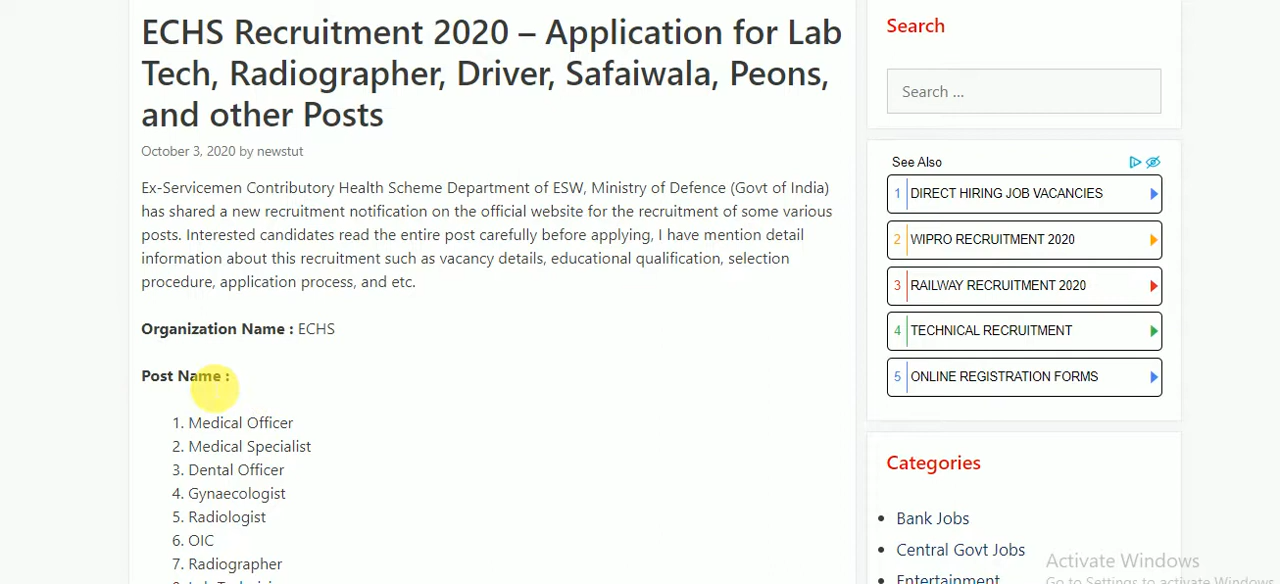 ECHS Recruitment 2020 – Application for Lab
Tech, Radiographer, Driver, Safaiwala, Peons,
and other Posts
October 3, 2020 by newstut
Ex-Servicemen Contributory Health Scheme Department of ESW, Ministry of Defence (Govt of India)
has shared a new recruitment notification on the official website for the recruitment of some various
posts. Interested candidates read the entire post carefully before applying, I have mention detail
information about this recruitment such as vacancy details, educational qualification, selection
procedure, application process, and etc.
Organization Name : ECHS
Post Name :
1. Medical Officer
2. Medical Specialist
3. Dental Officer
4. Gynaecologist
5. Radiologist
6. OIC
7. Radiographer
Search
Search ...
See Also
1 DIRECT HIRING JOB VACANCIES
2 WIPRO RECRUITMENT 2020
3 RAILWAY RECRUITMENT 2020
4 TECHNICAL RECRUITMENT
5 ONLINE REGISTRATION FORMS
Categories
Bank Jobs
Central Govt Jobs
Entertainment
Activate Windows
Go to Settings to activate Windows